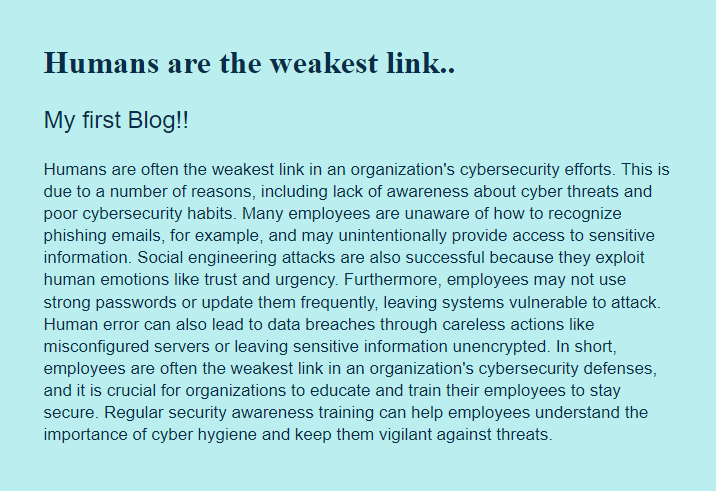 Humans are the weakest link..
My first Blog!!
Humans are often the weakest link in an organization's cybersecurity efforts. This is
due to a number of reasons, including lack of awareness about cyber threats and
poor cybersecurity habits. Many employees are unaware of how to recognize
phishing emails, for example, and may unintentionally provide access to sensitive
information. Social engineering attacks are also successful because they exploit
human emotions like trust and urgency. Furthermore, employees may not use
strong passwords or update them frequently, leaving systems vulnerable to attack.
Human error can also lead to data breaches through careless actions like
misconfigured servers or leaving sensitive information unencrypted. In short,
employees are often the weakest link in an organization's cybersecurity defenses,
and it is crucial for organizations to educate and train their employees to stay
secure. Regular security awareness training can help employees understand the
importance of cyber hygiene and keep them vigilant against threats.